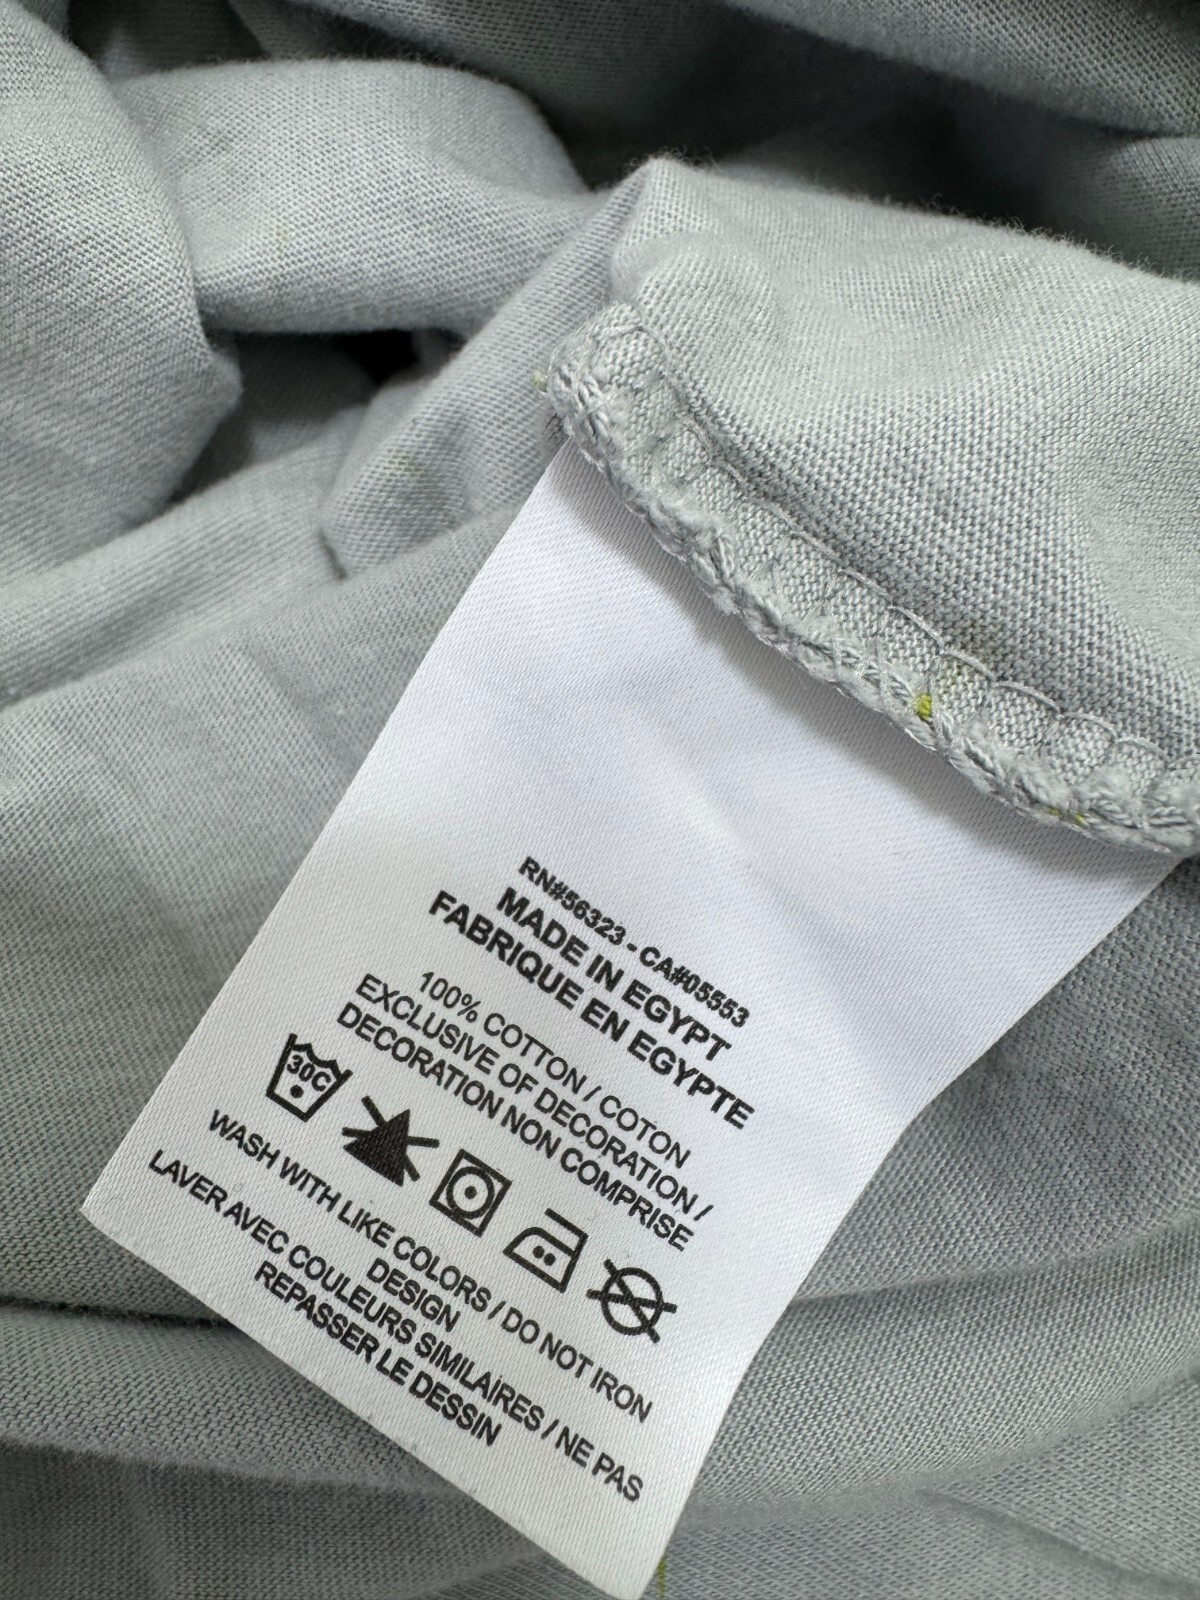 RN#56323 - CA#05553
MADE IN EGYPT
FABRIQUE EN EGYPTE
100% COTTON / COTON
EXCLUSIVE OF DECORATION /
DECORATION NON COMPRISE
30C
WASH WITH LIKE COLORS / DO NOT IRON
DESIGN
LAVER AVEC COULEURS SIMILAIRES / NE PAS
REPASSER LE DESSIN